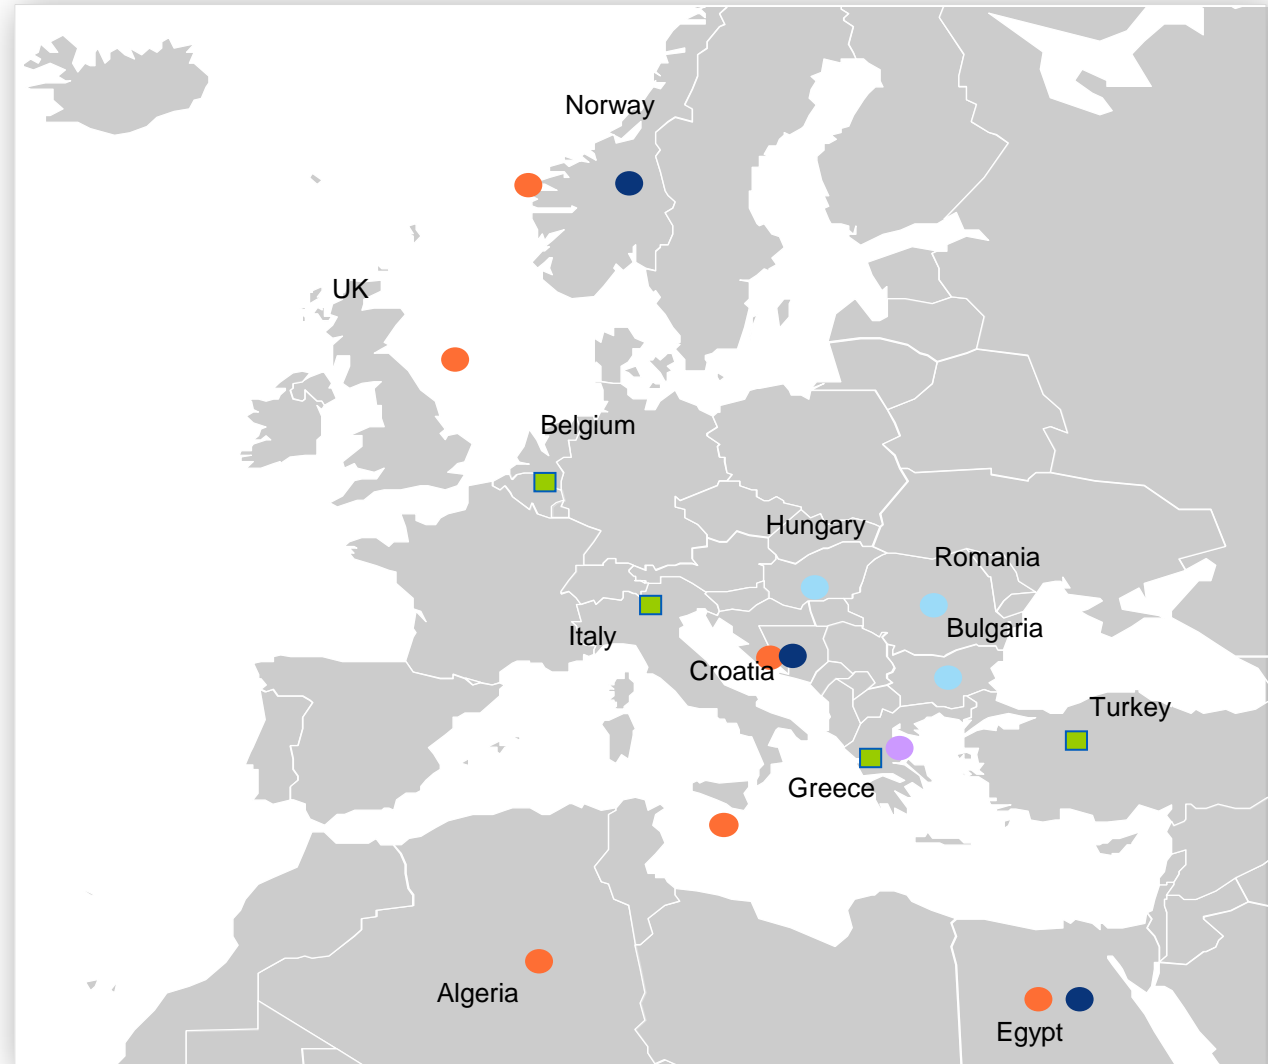 Norway
UK
Belgium
Hungary
Romania
Bulgaria
Italy
Croatia
Turkey
Greece
Algeria
Egypt